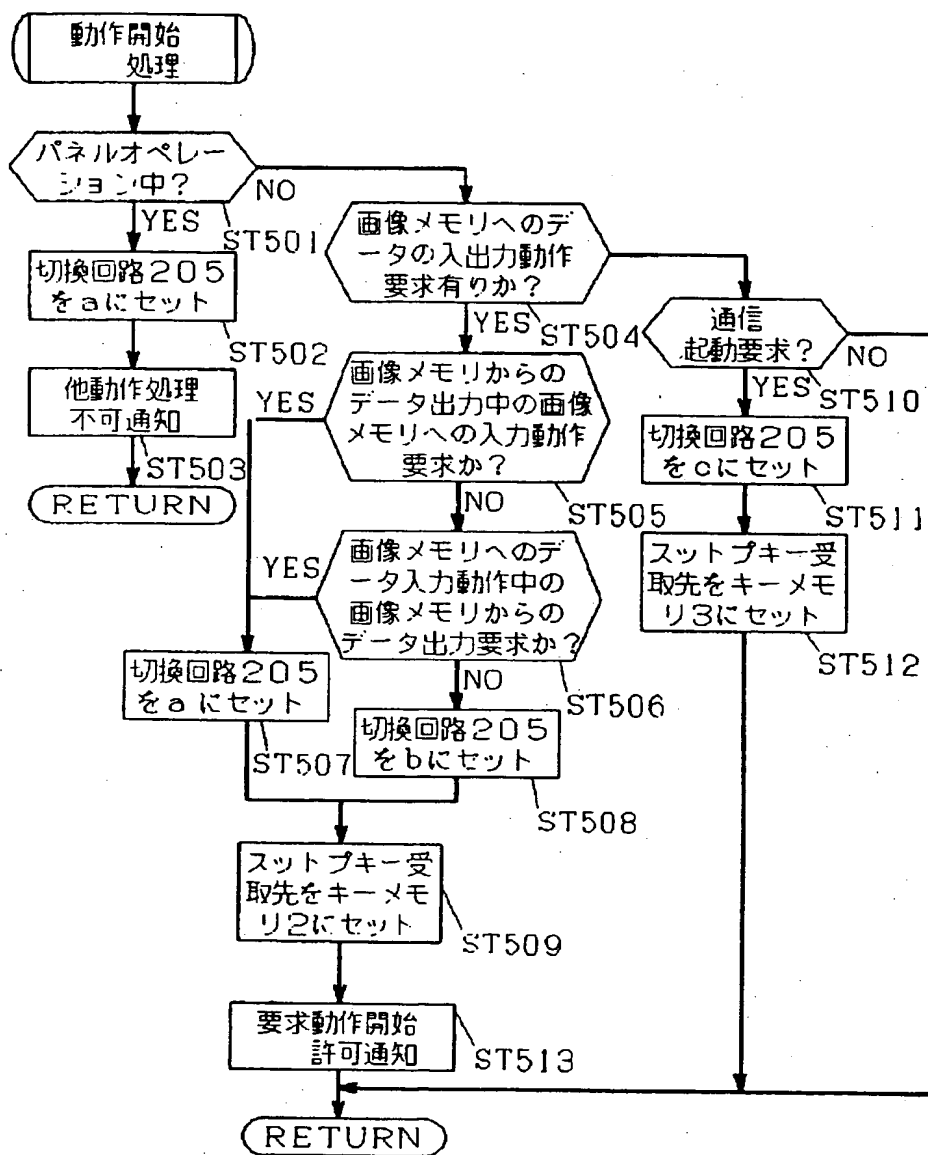 動作開始
処理
パネルオペレー
ション中?
NO
YES
ST501
切換回路205
をaにセット
ST502
他動作処理
不可通知
ST503
RETURN
画像メモリへのデ
ータの入出力動作
要求有りか?
YES
ST504
画像メモリからの
データ出力中の画像
メモリへの入力動作
要求か?
YES
ST505
NO
画像メモリへのデ
ータ入力動作中の
画像メモリからの
データ出力要求か?
YES
NO
ST506
切換回路205
をaにセット
ST507
切換回路205
をbにセット
ST508
スットプキー受
取先をキーメモ
リ2にセット
ST509
要求動作開始
許可通知
ST513
RETURN
通信
起動要求?
NO
YES
ST510
切換回路205
をcにセット
ST511
スットプキー受
取先をキーメモ
リ3にセット
ST512